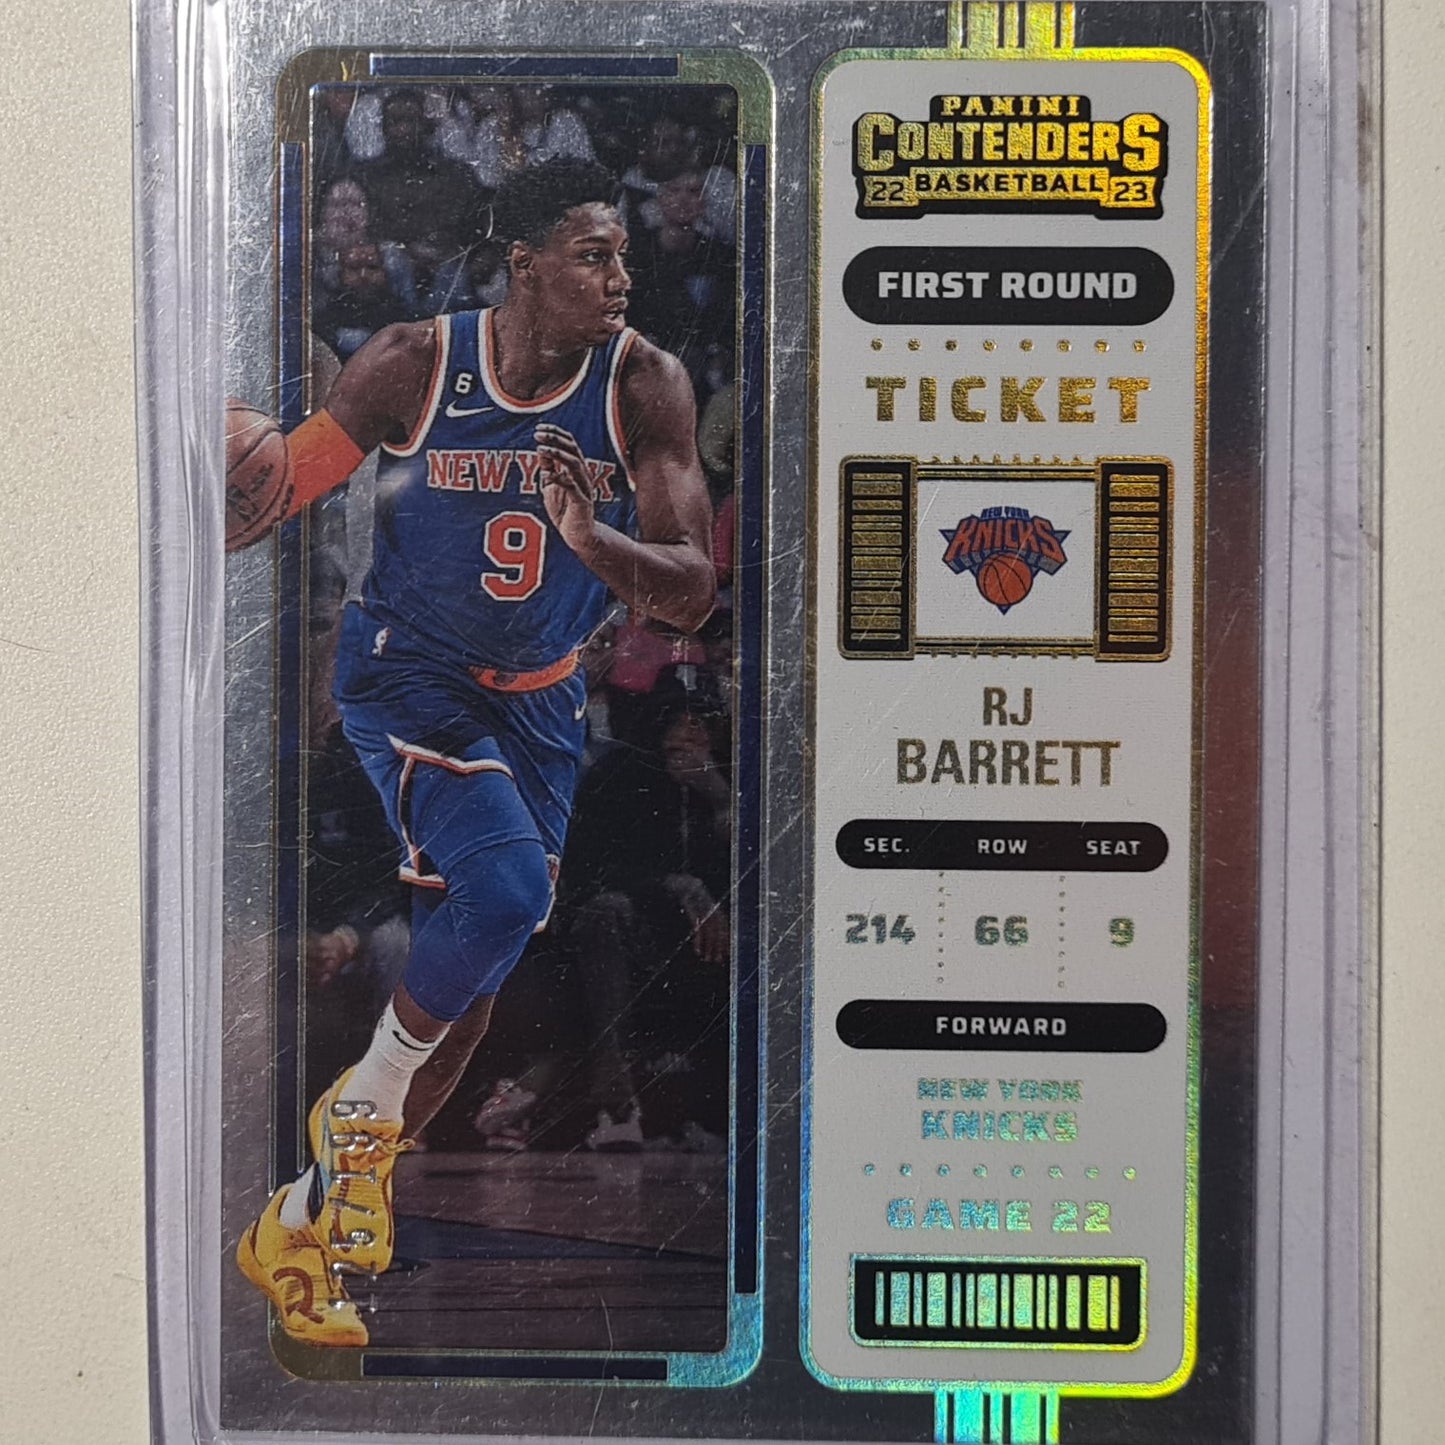 PANINI
CONTENDERS
22 BASKETBALL 23
FIRST ROUND
TICKET
NEW YORK
KNICKS
RJ
BARRETT
SEC. ROW SEAT
214 66 9
FORWARD
NEW YORK
KNICKS
GAME 22
6
NEW YORK
9